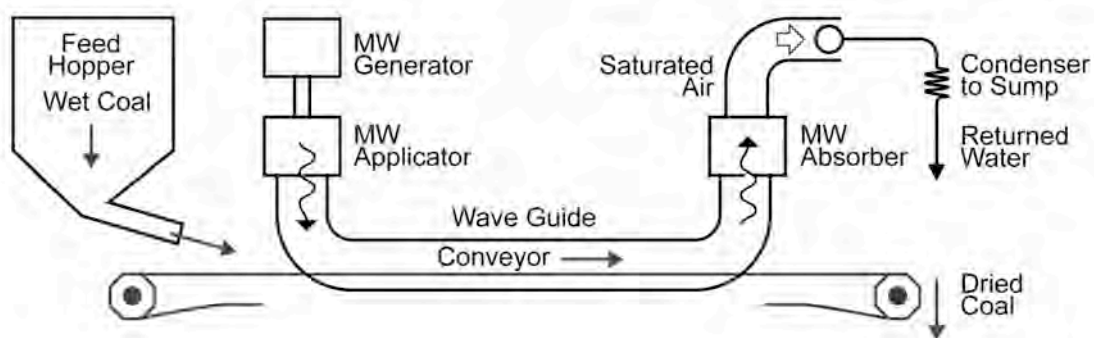 Feed
Hopper
Wet Coal
MW
Generator
MW
Applicator
Wave Guide
Conveyor
Saturated
Air
MW
Absorber
Condenser
to Sump
Returned
Water
Dried
Coal